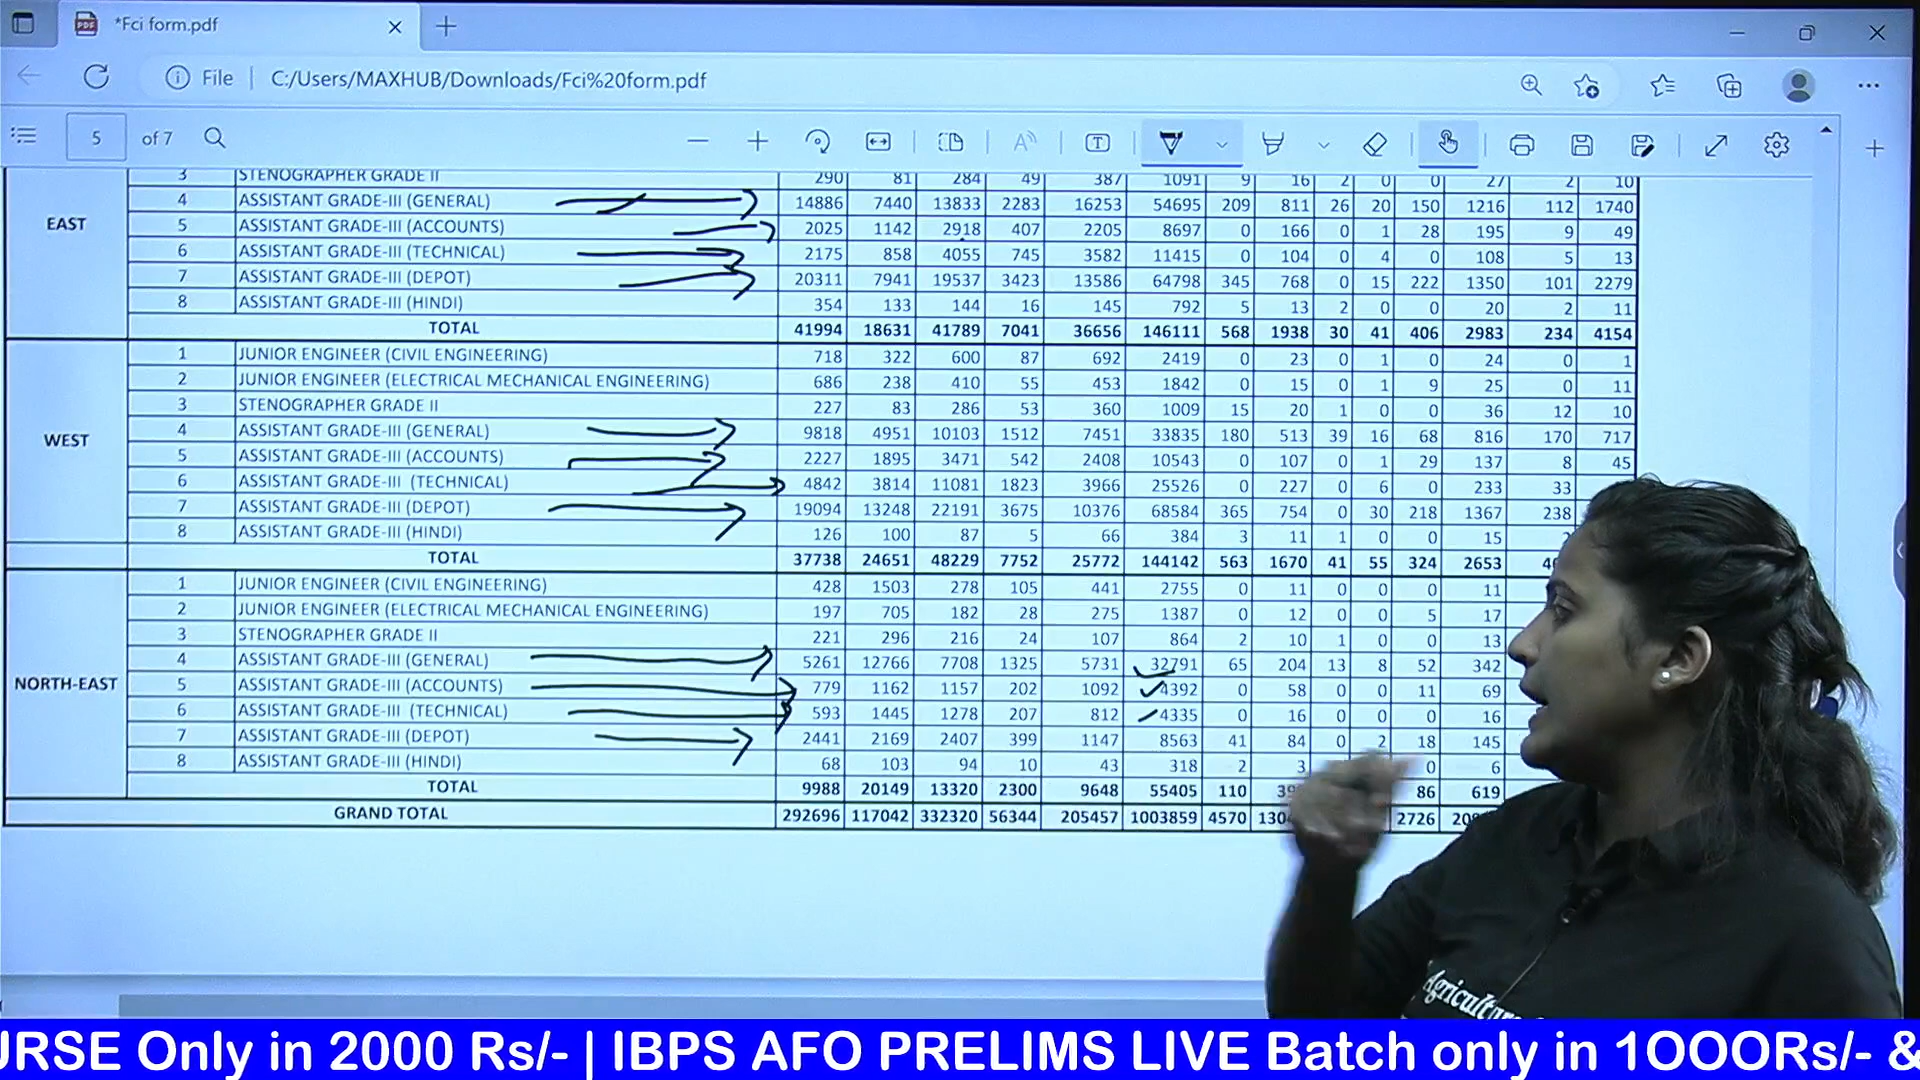 *Fci form.pdf
File C:/Users/MAXHUB/Downloads/Fci%20form.pdf
5 of 7
3 STENOGRAPHER GRADE II 290 81 284 49 387 1091 9 16 2 0 0 27 2 10
EAST
4 ASSISTANT GRADE-III (GENERAL) 14886 7440 13833 2283 16253 54695 209 811 26 20 150 1216 112 1740
5 ASSISTANT GRADE-III (ACCOUNTS) 2025 1142 2918 407 2205 8697 0 166 0 1 28 195 9 49
6 ASSISTANT GRADE-III (TECHNICAL) 2175 858 4055 745 3582 11415 0 104 0 4 0 108 5 13
7 ASSISTANT GRADE-III (DEPOT) 20311 7941 19537 3423 13586 64798 345 768 0 15 222 1350 101 2279
8 ASSISTANT GRADE-III (HINDI) 354 133 144 16 145 792 5 13 2 0 0 20 2 11
TOTAL 41994 18631 41789 7041 36656 146111 568 1938 30 41 406 2983 234 4154
WEST
1 JUNIOR ENGINEER (CIVIL ENGINEERING) 718 322 600 87 692 2419 0 23 0 1 0 24 0 1
2 JUNIOR ENGINEER (ELECTRICAL MECHANICAL ENGINEERING) 686 238 410 55 453 1842 0 15 0 1 9 25 0 11
3 STENOGRAPHER GRADE II 227 83 286 53 360 1009 15 20 1 0 0 36 12 10
4 ASSISTANT GRADE-III (GENERAL) 9818 4951 10103 1512 7451 33835 180 513 39 16 68 816 170 717
5 ASSISTANT GRADE-III (ACCOUNTS) 2227 1895 3471 542 2408 10543 0 107 0 1 29 137 8 45
6 ASSISTANT GRADE-III (TECHNICAL) 4842 3814 11081 1823 3966 25526 0 227 0 6 0 233 33
7 ASSISTANT GRADE-III (DEPOT) 19094 13248 22191 3675 10376 68584 365 754 0 30 218 1367 238
8 ASSISTANT GRADE-III (HINDI) 126 100 87 5 66 384 3 11 1 0 0 15
TOTAL 37738 24651 48229 7752 25772 144142 563 1670 41 55 324 2653
NORTH-EAST
1 JUNIOR ENGINEER (CIVIL ENGINEERING) 428 1503 278 105 441 2755 0 11 0 0 0 11
2 JUNIOR ENGINEER (ELECTRICAL MECHANICAL ENGINEERING) 197 705 182 28 275 1387 0 12 0 0 5 17
3 STENOGRAPHER GRADE II 221 296 216 24 107 864 2 10 1 0 0 13
4 ASSISTANT GRADE-III (GENERAL) 5261 12766 7708 1325 5731 32791 65 204 13 8 52 342
5 ASSISTANT GRADE-III (ACCOUNTS) 779 1162 1157 202 1092 4392 0 58 0 0 11 69
6 ASSISTANT GRADE-III (TECHNICAL) 593 1445 1278 207 812 4335 0 16 0 0 0 16
7 ASSISTANT GRADE-III (DEPOT) 2441 2169 2407 399 1147 8563 41 84 0 2 18 145
8 ASSISTANT GRADE-III (HINDI) 68 103 94 10 43 318 2 3 0 6
TOTAL 9988 20149 13320 2300 9648 55405 110 86 619
GRAND TOTAL 292696 117042 332320 56344 205457 1003859 4570 2726
Agriculture
URSE Only in 2000 Rs/- | IBPS AFO PRELIMS LIVE Batch only in 1OOORs/- &